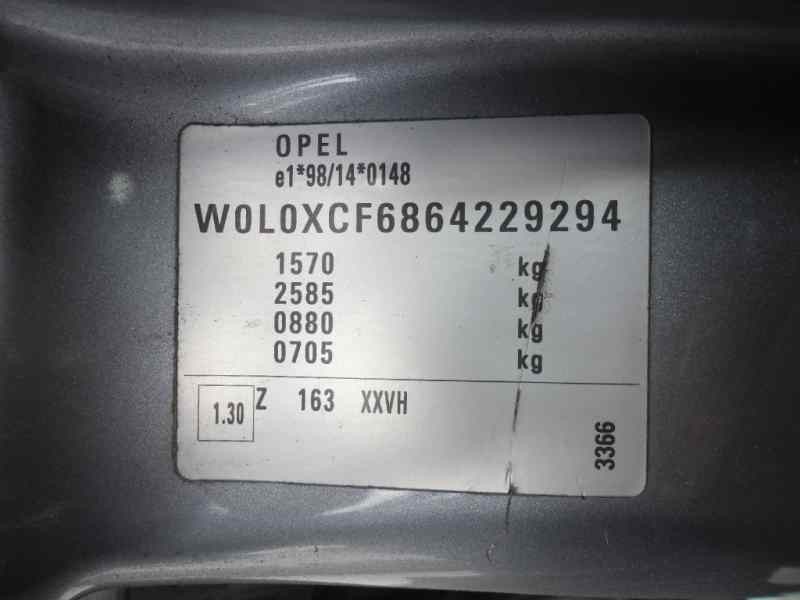 OPEL
e1*98/14*0148
W0L0XCF6864229294
1570 kg
2585 kg
0880 kg
0705 kg
1.30 Z 163 XXVH
3366